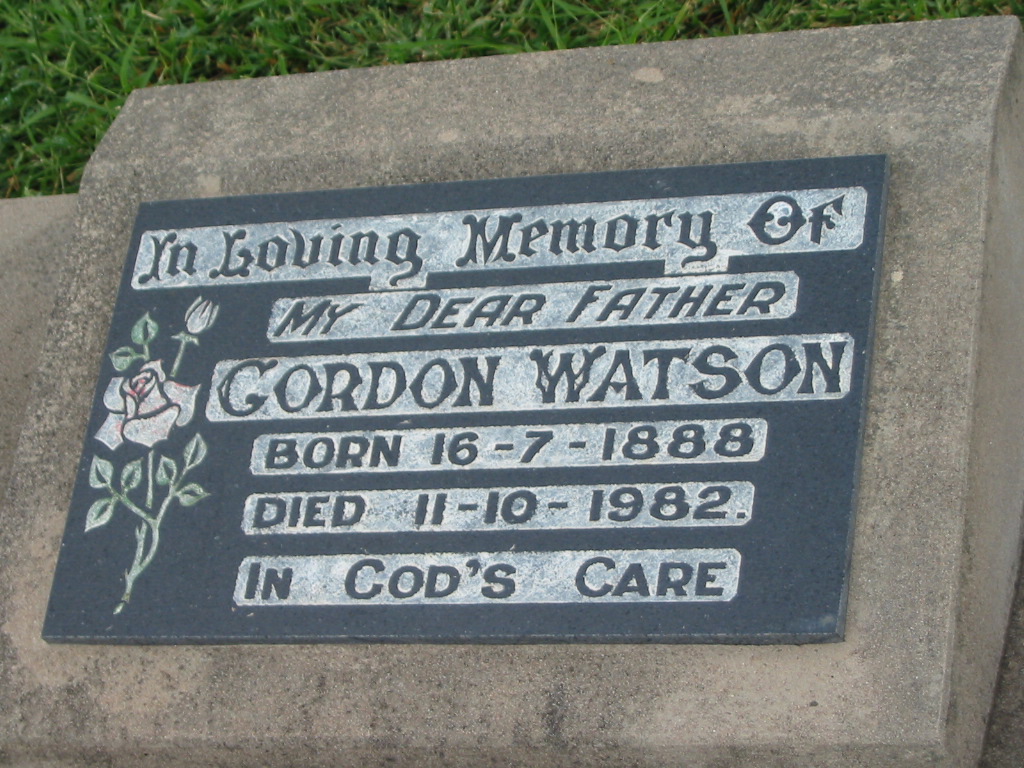 In Loving Memory Of
MY DEAR FATHER
GORDON WATSON
BORN 16-7-1888
DIED 11-10-1982.
IN GOD'S CARE